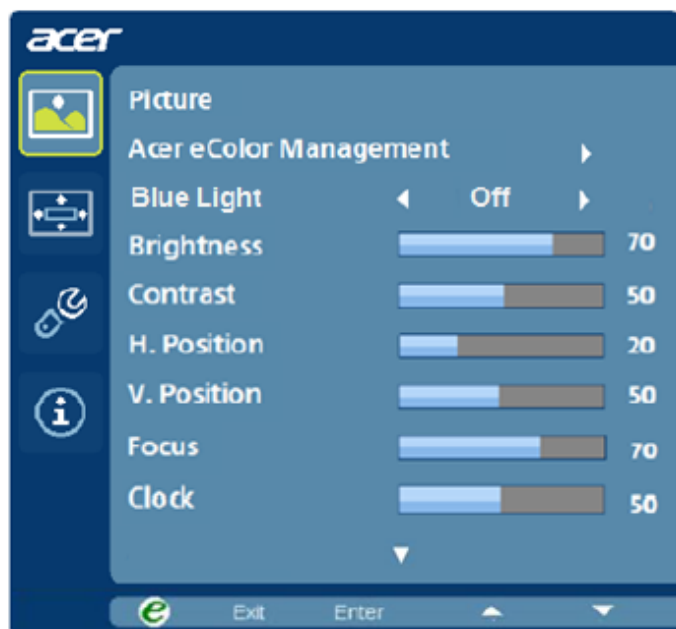 acer
Picture
Acer eColor Management
Blue Light Off
Brightness 70
Contrast 50
H. Position 20
V. Position 50
Focus 70
Clock 50
e Exit Enter